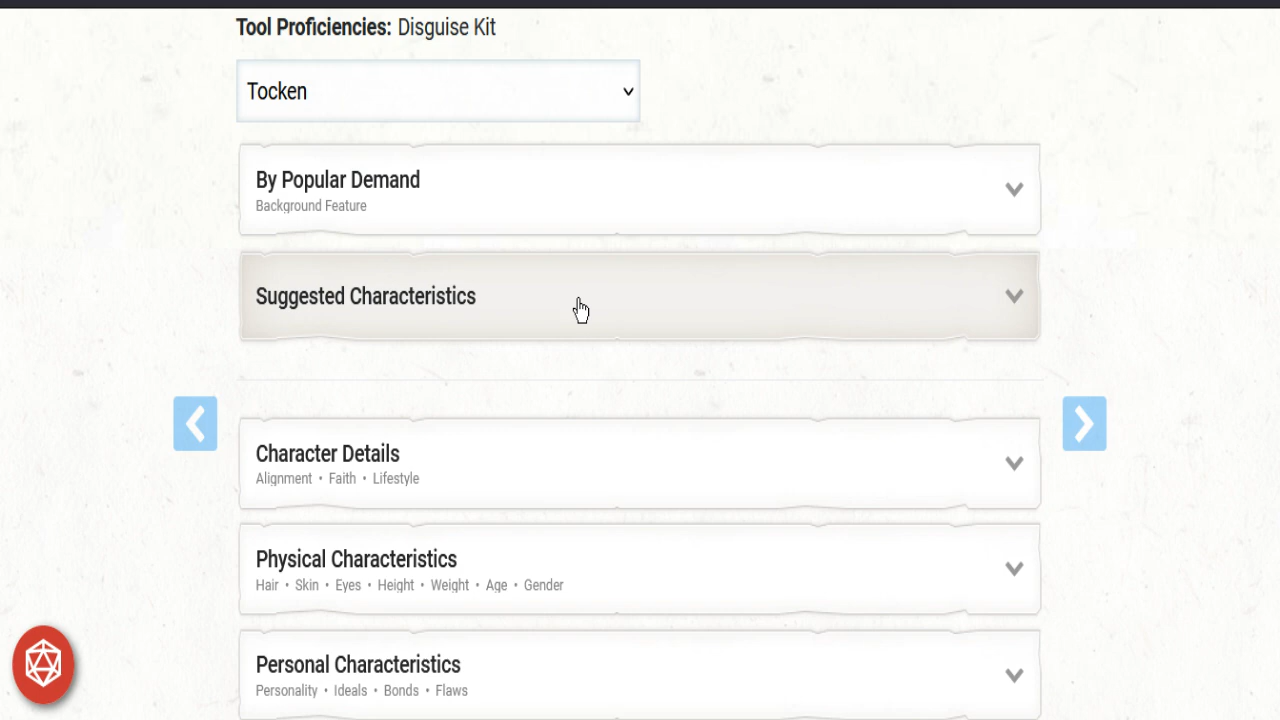 Tool Proficiencies: Disguise Kit
Tocken
By Popular Demand
Background Feature
Suggested Characteristics
Character Details
Alignment • Faith • Lifestyle
Physical Characteristics
Hair • Skin • Eyes • Height • Weight • Age • Gender
Personal Characteristics
Personality • Ideals • Bonds • Flaws